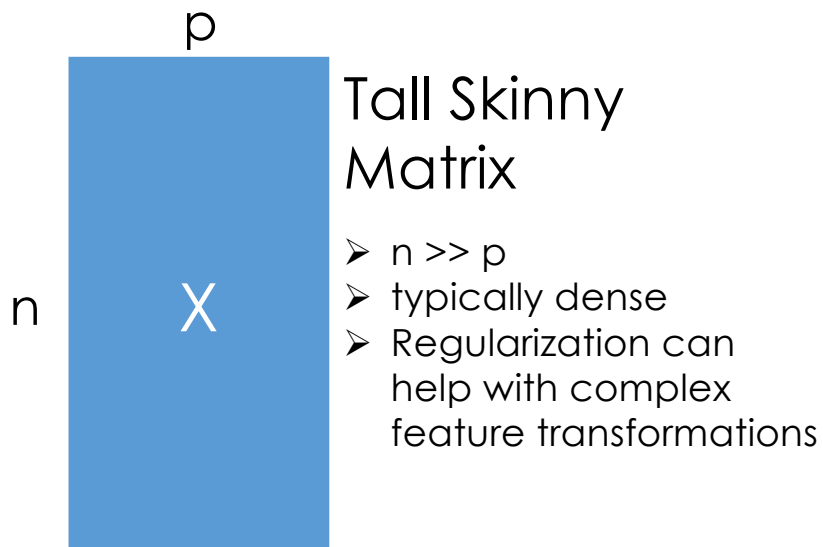 p
Tall Skinny
Matrix
n
X
➢ n >> p
➢ typically dense
➢ Regularization can
help with complex
feature transformations